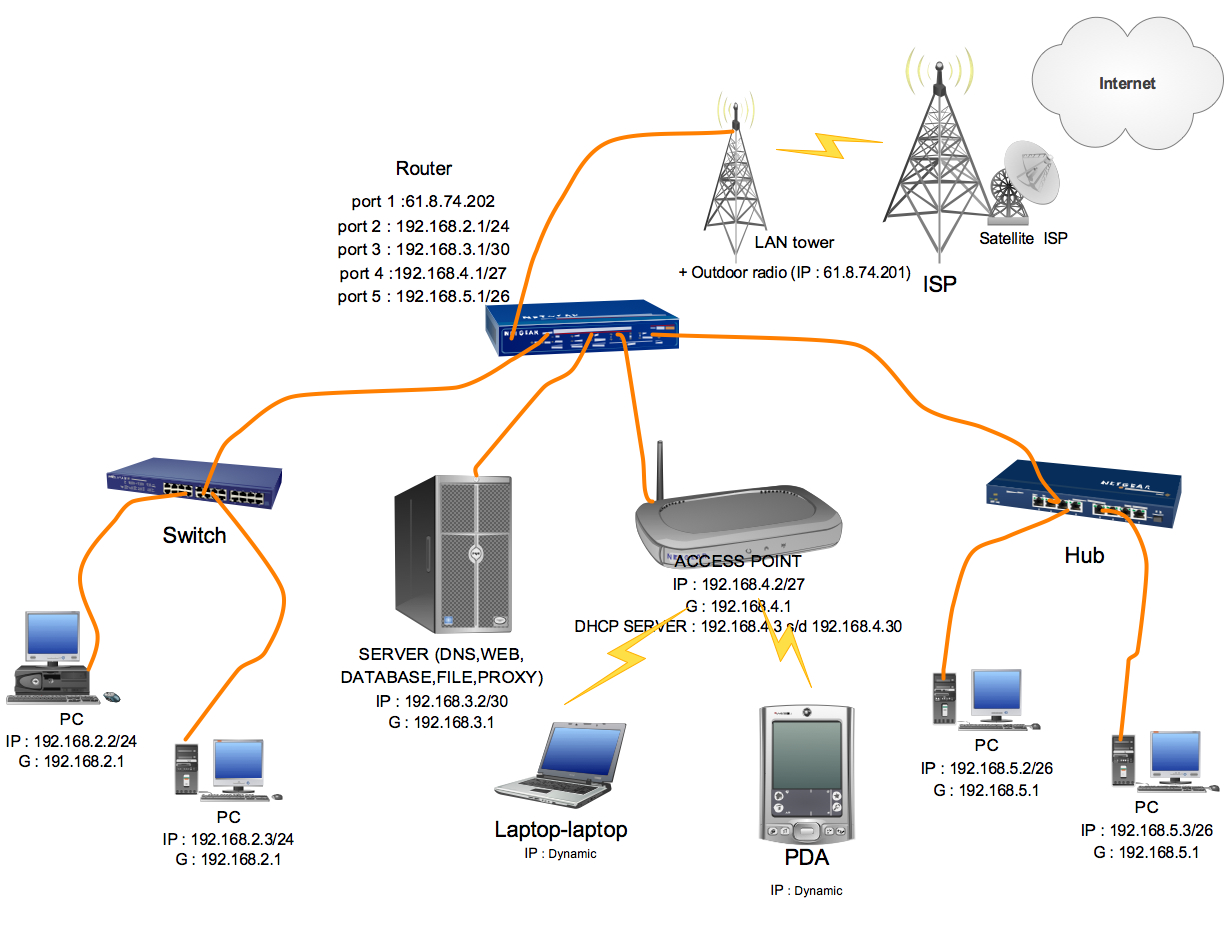 Internet
Router
port 1 :61.8.74.202
port 2 : 192.168.2.1/24
port 3 : 192.168.3.1/30
port 4 :192.168.4.1/27
port 5 : 192.168.5.1/26
LAN tower
+ Outdoor radio (IP : 61.8.74.201)
Satellite ISP
ISP
NETGEAR
Switch
NETGEAR
Hub
NETGEAR
ACCESS POINT
IP : 192.168.4.2/27
G : 192.168.4.1
DHCP SERVER : 192.168.4.3 s/d 192.168.4.30
SERVER (DNS,WEB,
DATABASE,FILE,PROXY)
IP : 192.168.3.2/30
G : 192.168.3.1
PC
IP : 192.168.2.2/24
G : 192.168.2.1
PC
IP : 192.168.2.3/24
G : 192.168.2.1
Laptop-laptop
IP : Dynamic
PDA
IP : Dynamic
PC
IP : 192.168.5.2/26
G : 192.168.5.1
PC
IP : 192.168.5.3/26
G : 192.168.5.1